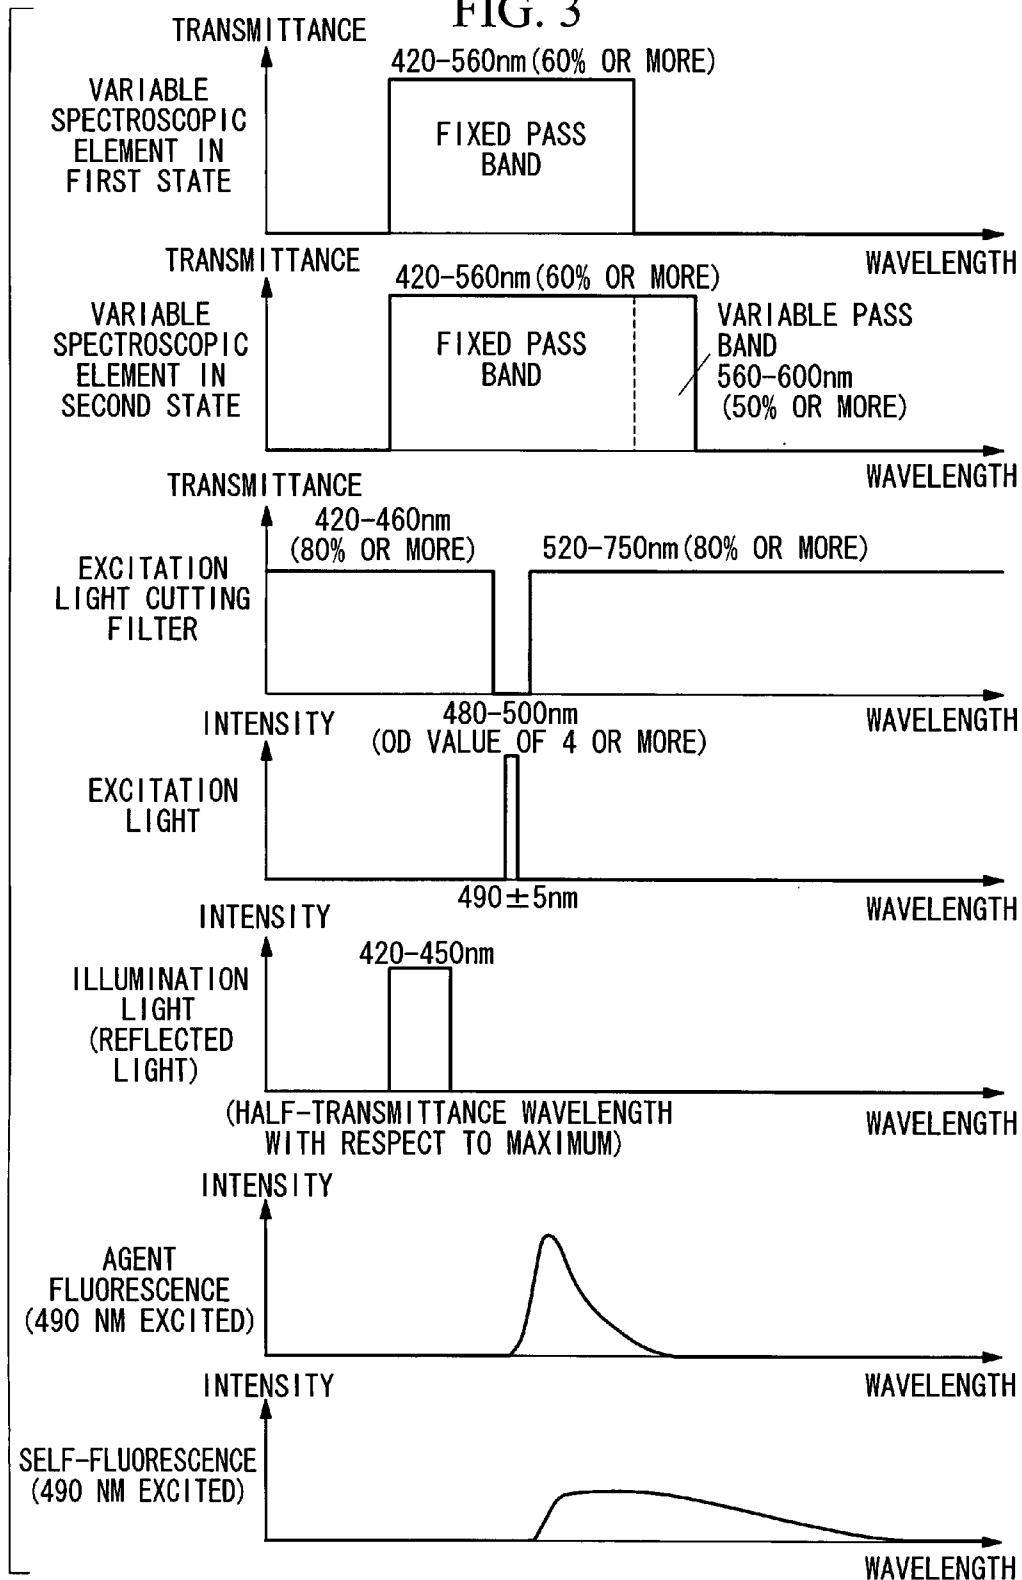 FIG. 3
TRANSMITTANCE
420-560nm(60% OR MORE)
VARIABLE
SPECTROSCOPIC
ELEMENT IN
FIRST STATE
FIXED PASS
BAND
WAVELENGTH
TRANSMITTANCE
420-560nm(60% OR MORE)
VARIABLE
SPECTROSCOPIC
ELEMENT IN
SECOND STATE
FIXED PASS
BAND
VARIABLE PASS
BAND
560-600nm
(50% OR MORE)
WAVELENGTH
TRANSMITTANCE
420-460nm
(80% OR MORE)
520-750nm(80% OR MORE)
EXCITATION
LIGHT CUTTING
FILTER
WAVELENGTH
480-500nm
(OD VALUE OF 4 OR MORE)
INTENSITY
EXCITATION
LIGHT
490±5nm
WAVELENGTH
INTENSITY
420-450nm
ILLUMINATION
LIGHT
(REFLECTED
LIGHT)
(HALF-TRANSMITTANCE WAVELENGTH
WITH RESPECT TO MAXIMUM)
WAVELENGTH
INTENSITY
AGENT
FLUORESCENCE
(490 NM EXCITED)
WAVELENGTH
INTENSITY
SELF-FLUORESCENCE
(490 NM EXCITED)
WAVELENGTH